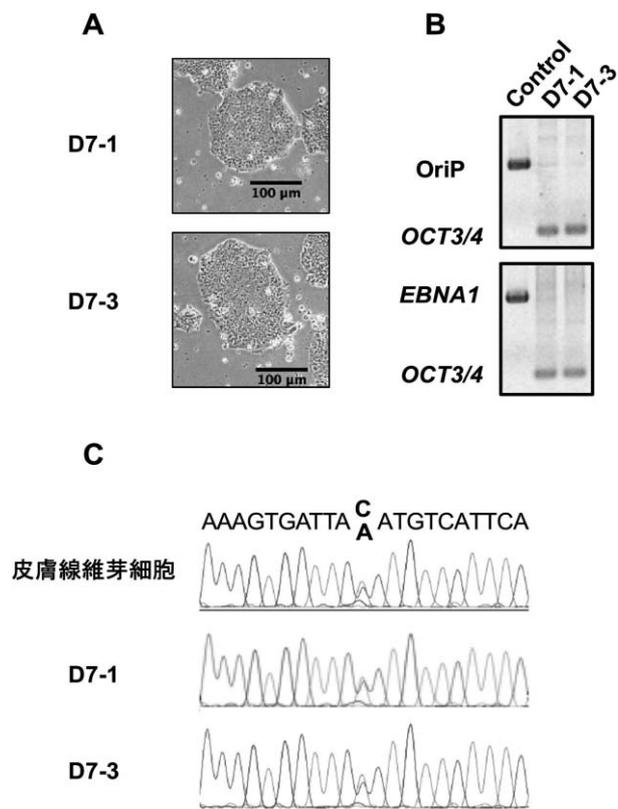 A
D7-1
100 μm
D7-3
100 μm
B
Control
D7-1
D7-3
OriP
OCT3/4
EBNA1
OCT3/4
C
AAAGTGATTA C ATGTCATTCA
A
皮膚線維芽細胞
D7-1
D7-3